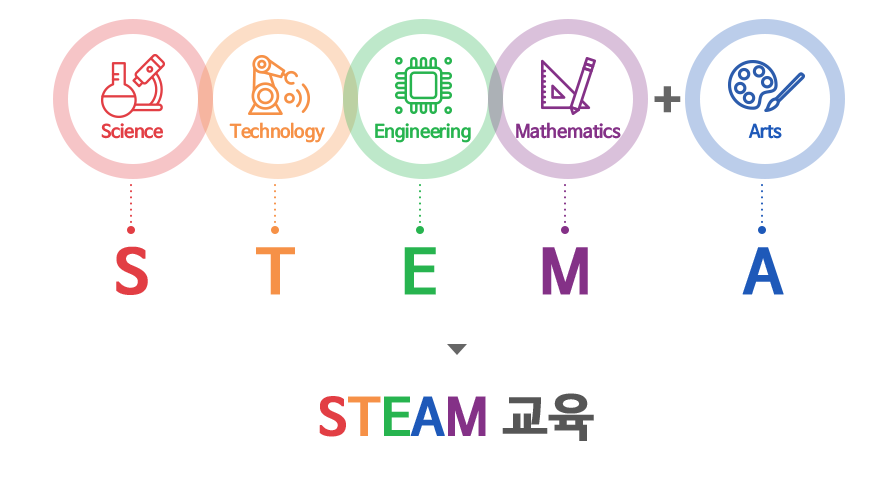 Science Technology Engineering Mathematics + Arts
S T E M A
STEAM 교육